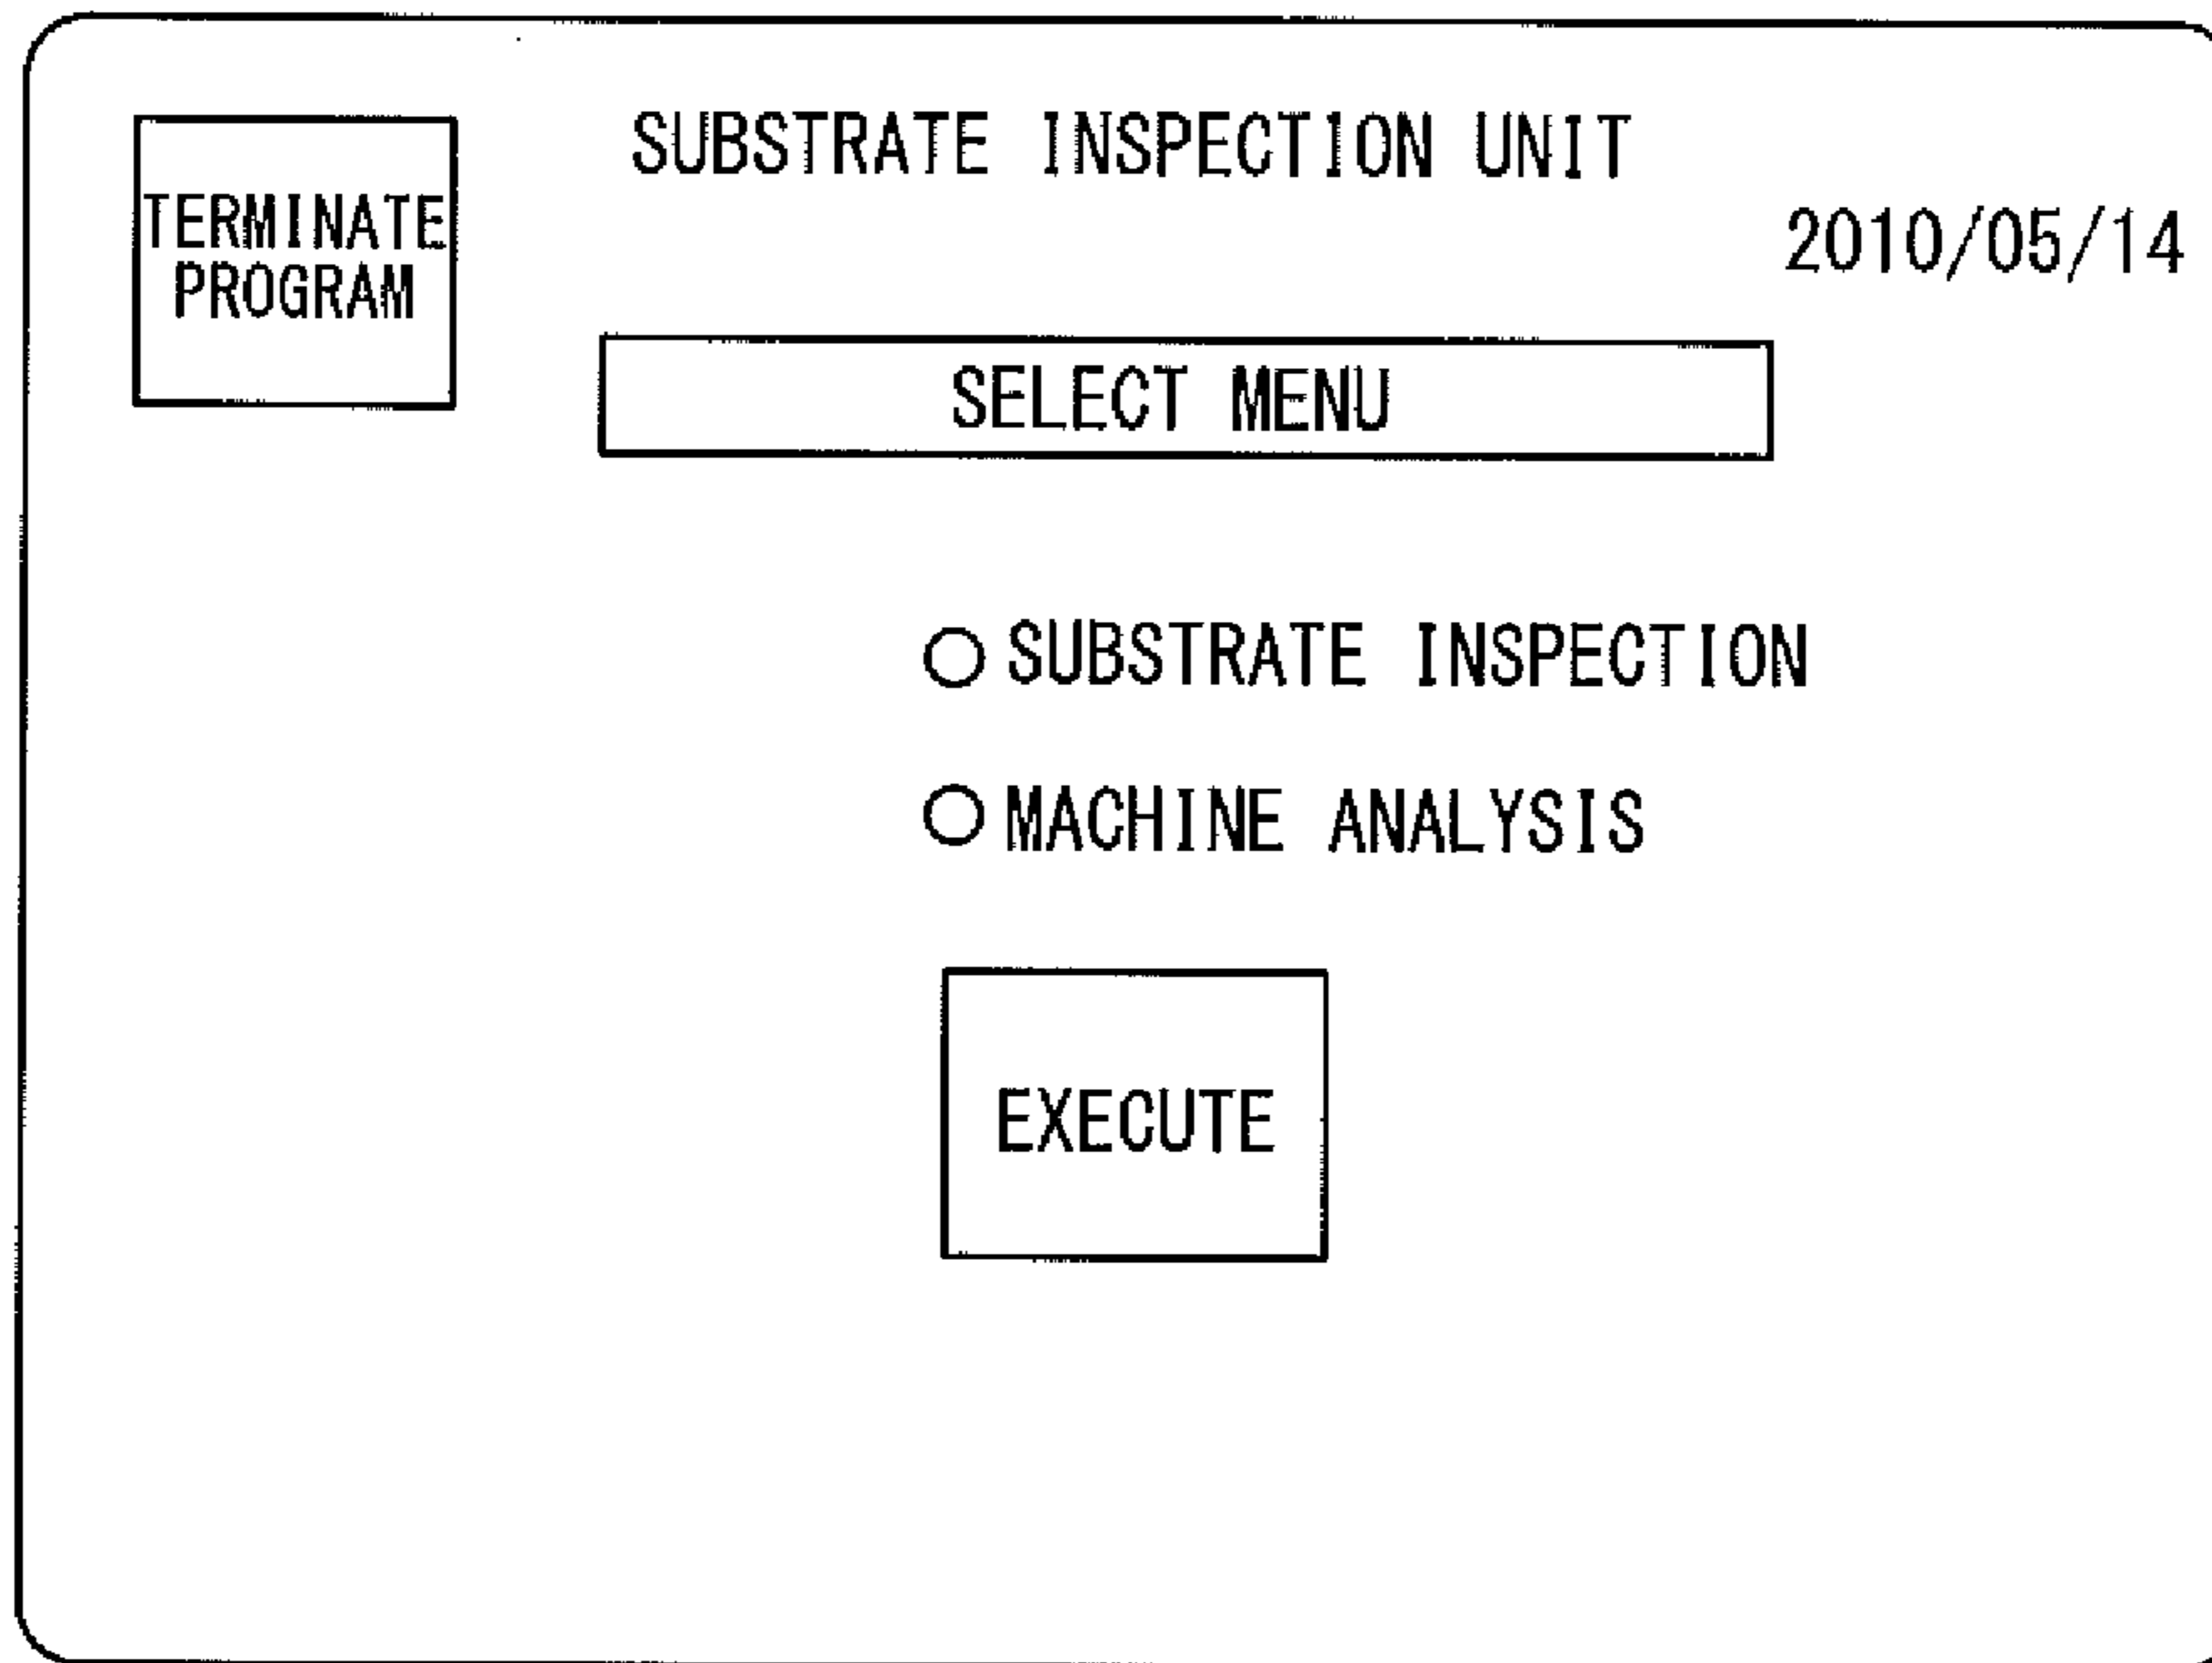 SUBSTRATE INSPECTION UNIT
TERMINATE
PROGRAM
2010/05/14
SELECT MENU
SUBSTRATE INSPECTION
MACHINE ANALYSIS
EXECUTE